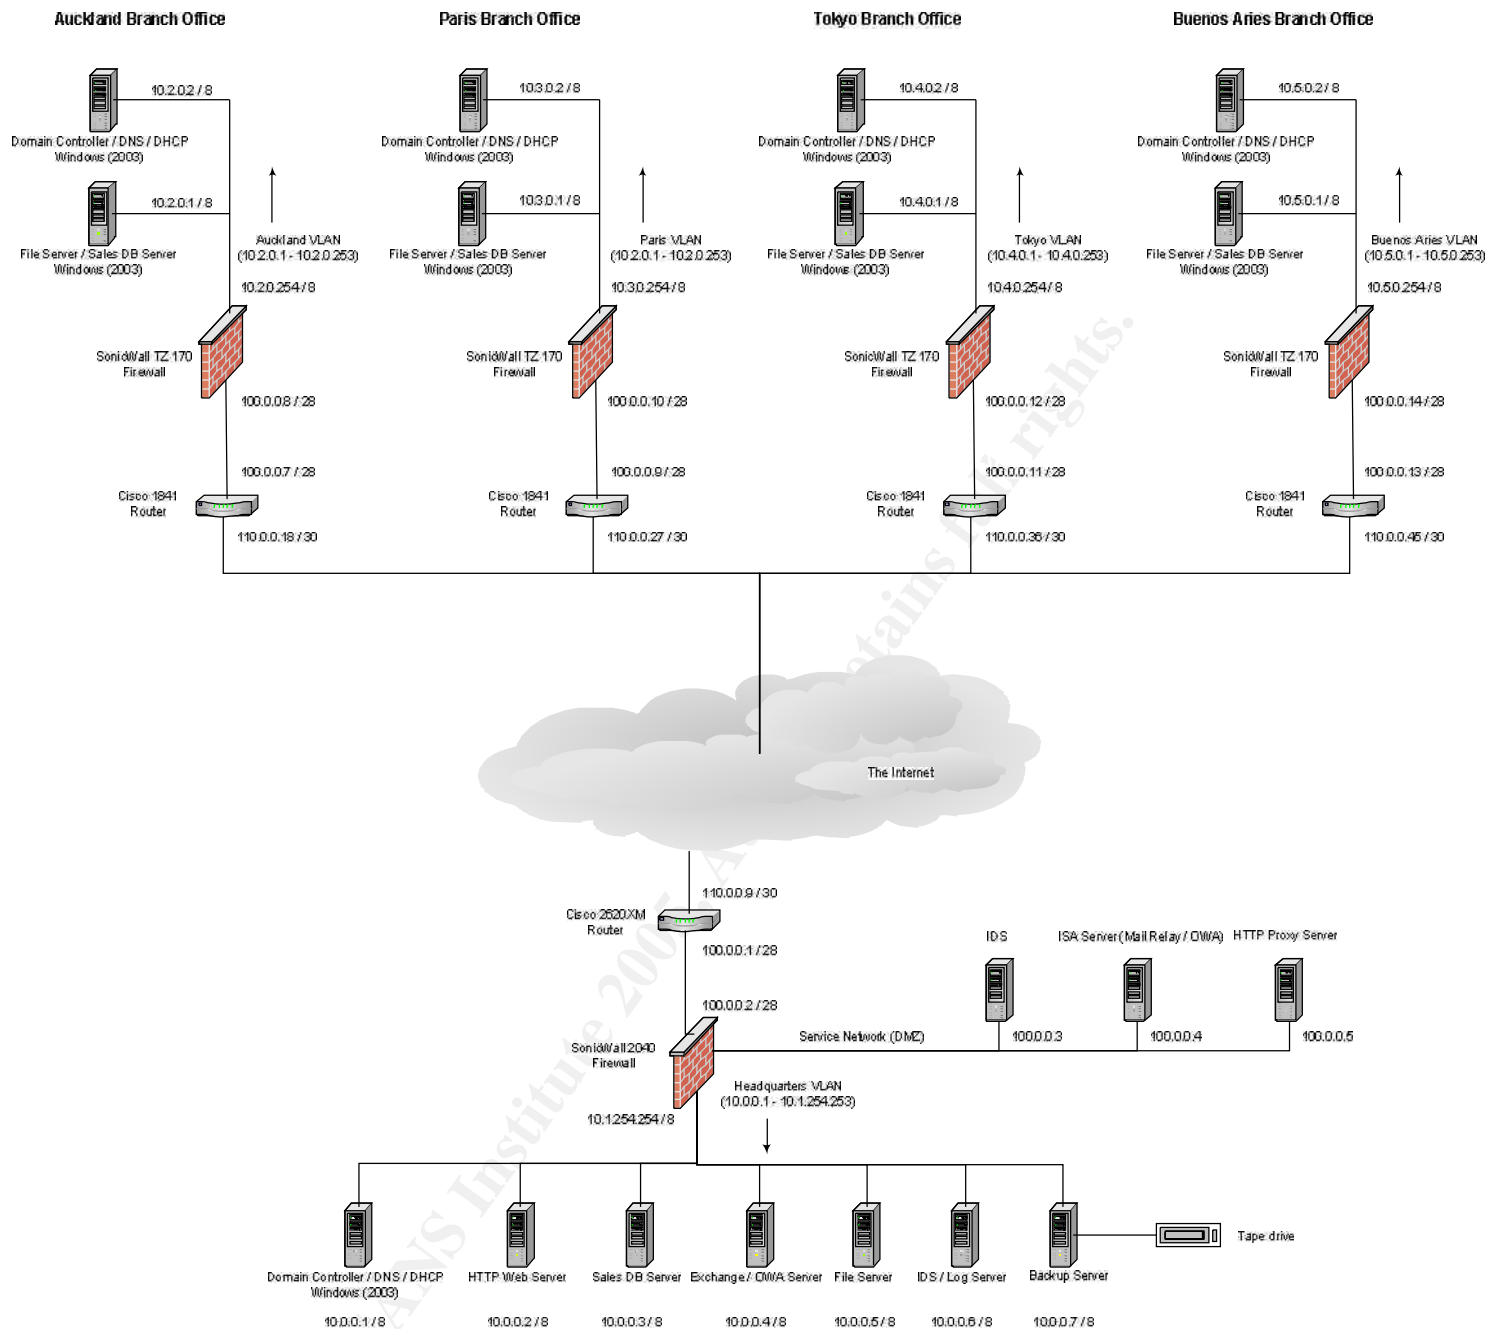 Auckland Branch Office
Paris Branch Office
Tokyo Branch Office
Buenos Aries Branch Office
10.2.0.2 / 8
10.3.0.2 / 8
10.4.0.2 / 8
10.5.0.2 / 8
Domain Controller / DNS / DHCP
Windows (2003)
Domain Controller / DNS / DHCP
Windows (2003)
Domain Controller / DNS / DHCP
Windows (2003)
Domain Controller / DNS / DHCP
Windows (2003)
10.2.0.1 / 8
10.3.0.1 / 8
10.4.0.1 / 8
10.5.0.1 / 8
File Server / Sales DB Server
Windows (2003)
Auckland VLAN
(10.2.0.1 - 10.2.0.253)
File Server / Sales DB Server
Windows (2003)
Paris VLAN
(10.2.0.1 - 10.2.0.253)
File Server / Sales DB Server
Windows (2003)
Tokyo VLAN
(10.4.0.1 - 10.4.0.253)
File Server / Sales DB Server
Windows (2003)
Buenos Aries VLAN
(10.5.0.1 - 10.5.0.253)
10.2.0.254 / 8
10.3.0.254 / 8
10.4.0.254 / 8
10.5.0.254 / 8
SonicWall TZ 170
Firewall
SonicWall TZ 170
Firewall
SonicWall TZ 170
Firewall
SonicWall TZ 170
Firewall
100.0.0.8 / 28
100.0.0.10 / 28
100.0.0.12 / 28
100.0.0.14 / 28
100.0.0.7 / 28
100.0.0.9 / 28
100.0.0.11 / 28
100.0.0.13 / 28
Cisco 1841
Router
Cisco 1841
Router
Cisco 1841
Router
Cisco 1841
Router
110.0.0.18 / 30
110.0.0.27 / 30
110.0.0.36 / 30
110.0.0.45 / 30
The Internet
110.0.0.9 / 30
Cisco 2620XM
Router
100.0.0.1 / 28
100.0.0.2 / 28
IDS
ISA Server (Mail Relay / OWA)
HTTP Proxy Server
SonicWall 2040
Firewall
Service Network (DMZ)
100.0.0.3
100.0.0.4
100.0.0.5
Headquarters VLAN
(10.0.0.1 - 10.1.254.253)
10.1.254.254 / 8
Tape drive
Domain Controller / DNS / DHCP
Windows (2003)
HTTP Web Server
Sales DB Server
Exchange / OWA Server
File Server
IDS / Log Server
Backup Server
10.0.0.1 / 8
10.0.0.2 / 8
10.0.0.3 / 8
10.0.0.4 / 8
10.0.0.5 / 8
10.0.0.6 / 8
10.0.0.7 / 8
ANS Institute 2005, A
etains full rights.